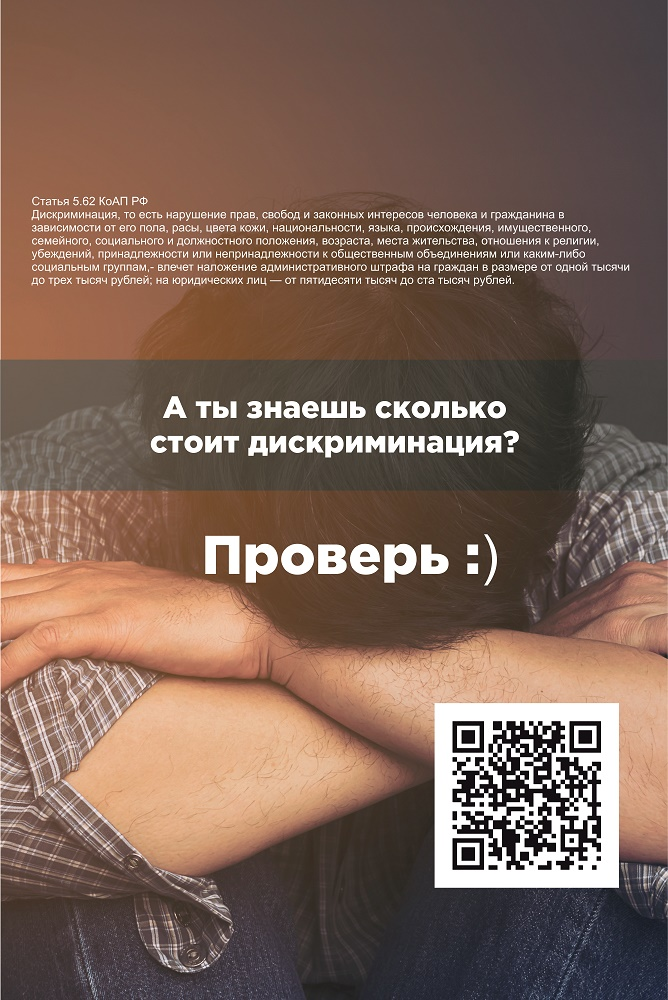 Статья 5.62 КоАП РФ
Дискриминация, то есть нарушение прав, свобод и законных интересов человека и гражданина в
зависимости от его пола, расы, цвета кожи, национальности, языка, происхождения, имущественного,
семейного, социального и должностного положения, возраста, места жительства, отношения к религии,
убеждений, принадлежности или непринадлежности к общественным объединениям или каким-либо
социальным группам,- влечет наложение административного штрафа на граждан в размере от одной тысячи
до трех тысяч рублей; на юридических лиц — от пятидесяти тысяч до ста тысяч рублей.
А ты знаешь сколько
стоит дискриминация?
Проверь :)